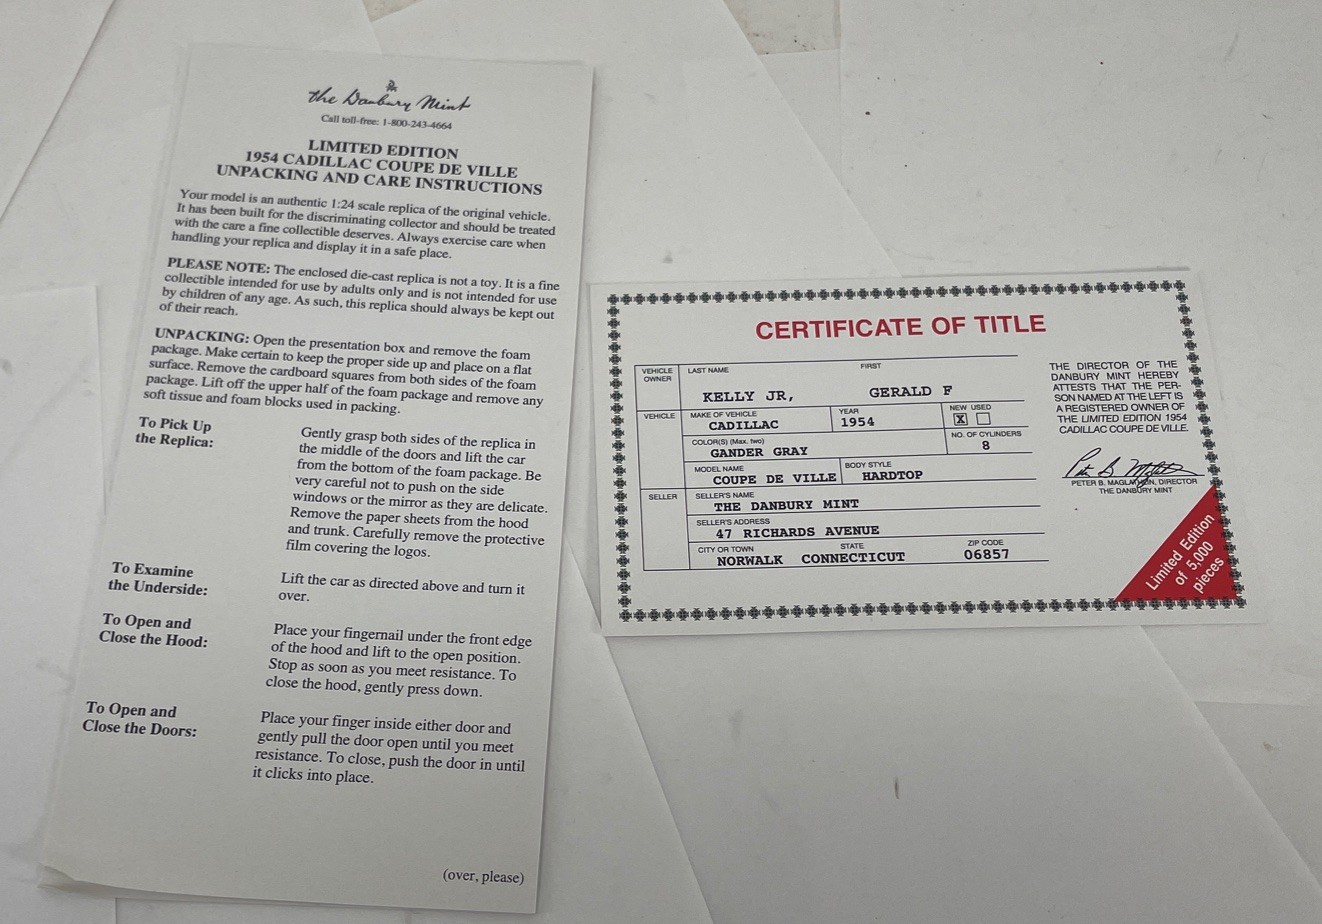 the Danbury Mint
Call toll-free: 1-800-243-4664
LIMITED EDITION
1954 CADILLAC COUPE DE VILLE
UNPACKING AND CARE INSTRUCTIONS
Your model is an authentic 1:24 scale replica of the original vehicle.
It has been built for the discriminating collector and should be treated
with the care a fine collectible deserves. Always exercise care when
handling your replica and display it in a safe place.
PLEASE NOTE: The enclosed die-cast replica is not a toy. It is a fine
collectible intended for use by adults only and is not intended for use
by children of any age. As such, this replica should always be kept out
of their reach.
UNPACKING: Open the presentation box and remove the foam
package. Make certain to keep the proper side up and place on a flat
surface. Remove the cardboard squares from both sides of the foam
package. Lift off the upper half of the foam package and remove any
soft tissue and foam blocks used in packing.
To Pick Up
the Replica:
Gently grasp both sides of the replica in
the middle of the doors and lift the car
from the bottom of the foam package. Be
very careful not to push on the side
windows or the mirror as they are delicate.
Remove the paper sheets from the hood
and trunk. Carefully remove the protective
film covering the logos.
To Examine
the Underside:
Lift the car as directed above and turn it
over.
To Open and
Close the Hood:
Place your fingernail under the front edge
of the hood and lift to the open position.
Stop as soon as you meet resistance. To
close the hood, gently press down.
To Open and
Close the Doors:
Place your finger inside either door and
gently pull the door open until you meet
resistance. To close, push the door in until
it clicks into place.
(over, please)
CERTIFICATE OF TITLE
VEHICLE
OWNER
LAST NAME FIRST
KELLY JR, GERALD F
VEHICLE
MAKE OF VEHICLE
CADILLAC
YEAR
1954
NEW USED
X
COLOR(S) (Max. two)
GANDER GRAY
NO. OF CYLINDERS
8
MODEL NAME
COUPE DE VILLE
BODY STYLE
HARDTOP
SELLER
SELLER'S NAME
THE DANBURY MINT
SELLER'S ADDRESS
47 RICHARDS AVENUE
CITY OR TOWN STATE ZIP CODE
NORWALK CONNECTICUT 06857
THE DIRECTOR OF THE
DANBURY MINT HEREBY
ATTESTS THAT THE PER-
SON NAMED AT THE LEFT IS
A REGISTERED OWNER OF
THE LIMITED EDITION 1954
CADILLAC COUPE DE VILLE.
PETER B. MAGLATHLIN, DIRECTOR
THE DANBURY MINT
Limited Edition
of 5,000
pieces